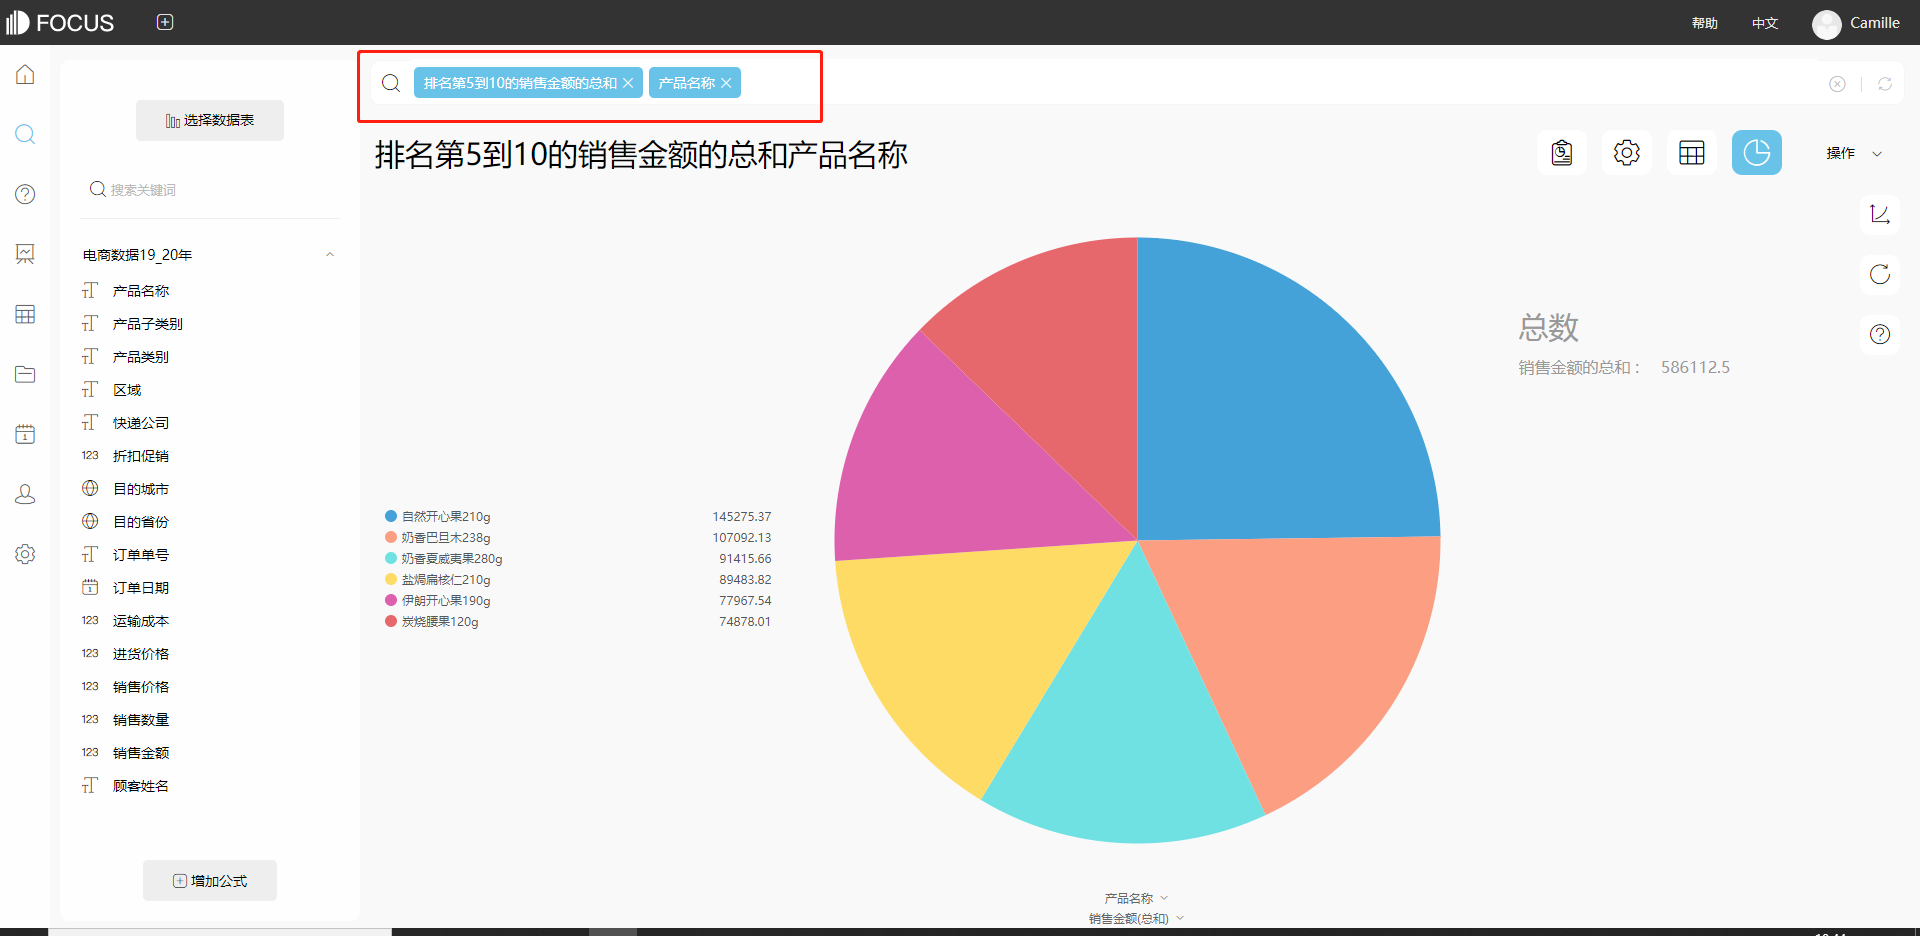 FOCUS
帮助
中文
Camille
排名第5到10的销售金额的总和
产品名称
选择数据表
搜索关键词
电商数据19_20年
产品名称
产品子类别
产品类别
区域
快递公司
123 折扣促销
目的城市
目的省份
订单单号
订单日期
123 运输成本
123 进货价格
123 销售价格
123 销售数量
123 销售金额
顾客姓名
增加公式
排名第5到10的销售金额的总和产品名称
操作
自然开心果210g 145275.37
奶香巴旦木238g 107092.13
奶香夏威夷果280g 91415.66
盐焗扁核仁210g 89483.82
伊朗开心果190g 77967.54
炭烧腰果120g 74878.01
总数
销售金额的总和： 586112.5
产品名称
销售金额(总和)